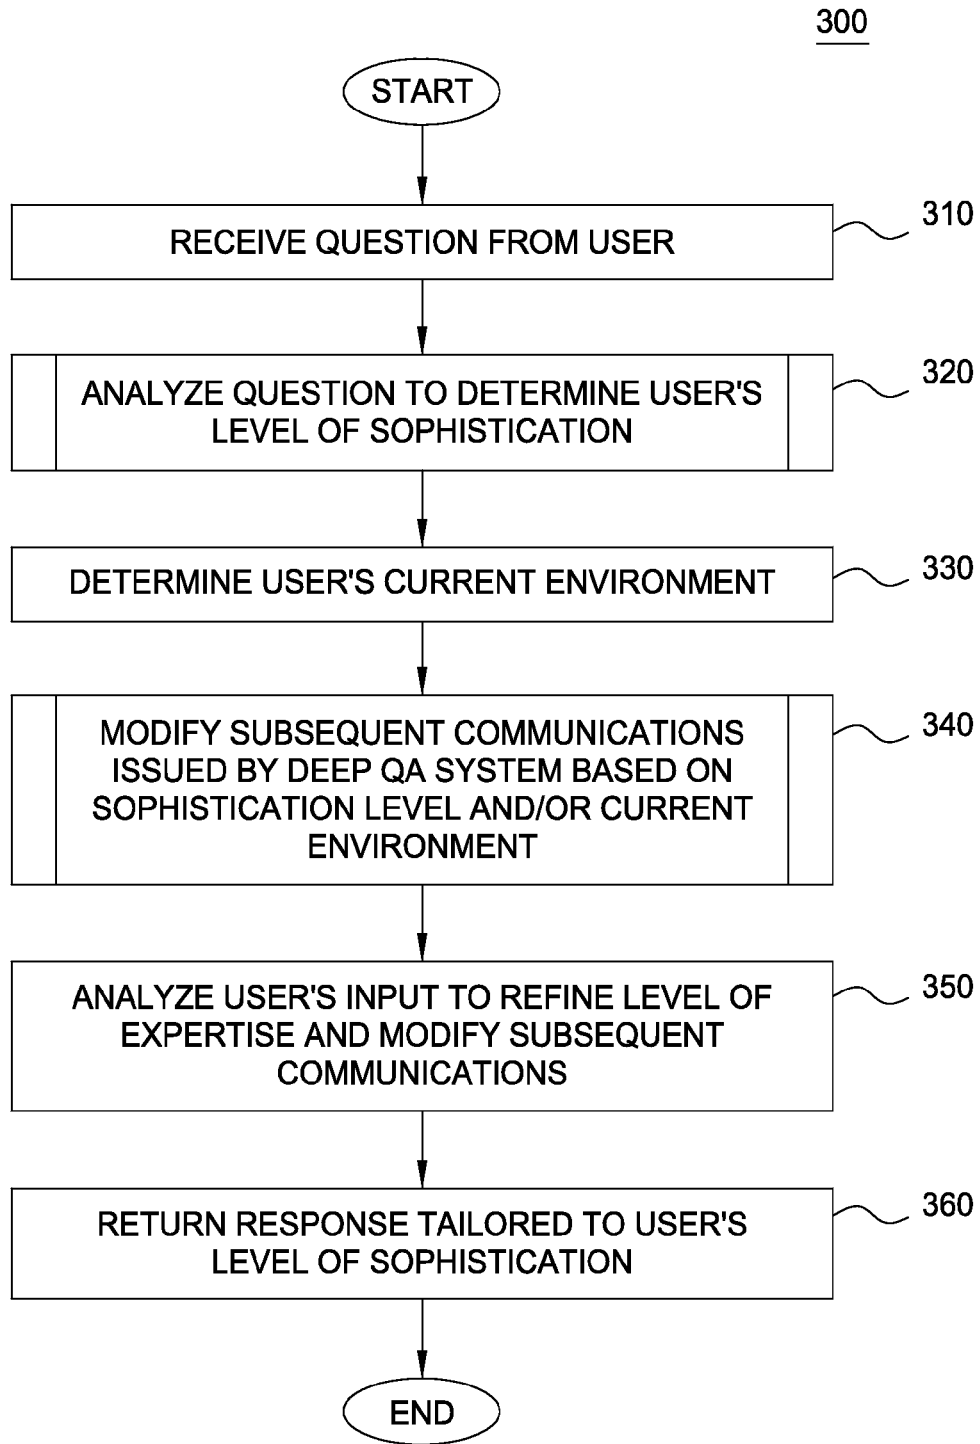 300
START
RECEIVE QUESTION FROM USER
310
ANALYZE QUESTION TO DETERMINE USER'S
LEVEL OF SOPHISTICATION
320
DETERMINE USER'S CURRENT ENVIRONMENT
330
MODIFY SUBSEQUENT COMMUNICATIONS
ISSUED BY DEEP QA SYSTEM BASED ON
SOPHISTICATION LEVEL AND/OR CURRENT
ENVIRONMENT
340
ANALYZE USER'S INPUT TO REFINE LEVEL OF
EXPERTISE AND MODIFY SUBSEQUENT
COMMUNICATIONS
350
RETURN RESPONSE TAILORED TO USER'S
LEVEL OF SOPHISTICATION
360
END